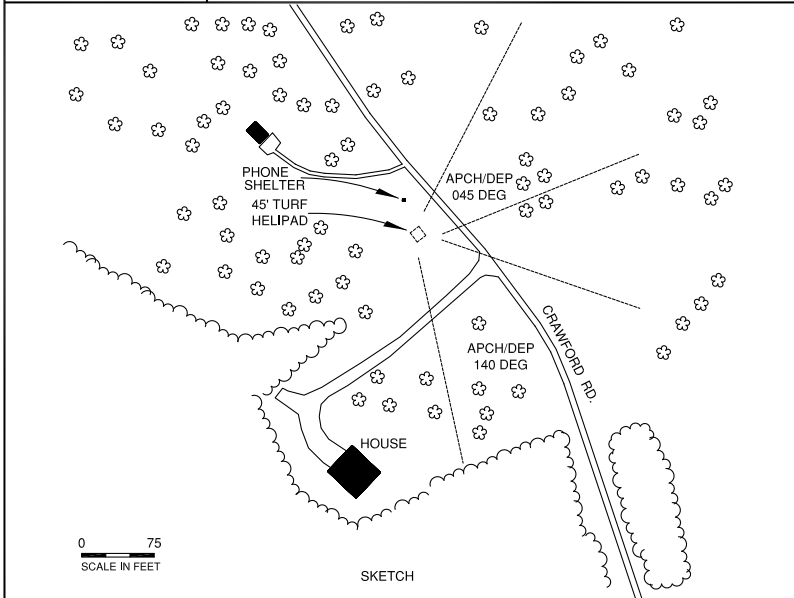 PHONE
SHELTER
45' TURF
HELIPAD
APCH/DEP
045 DEG
CRAWFORD RD.
APCH/DEP
140 DEG
HOUSE
0 75
SCALE IN FEET
SKETCH